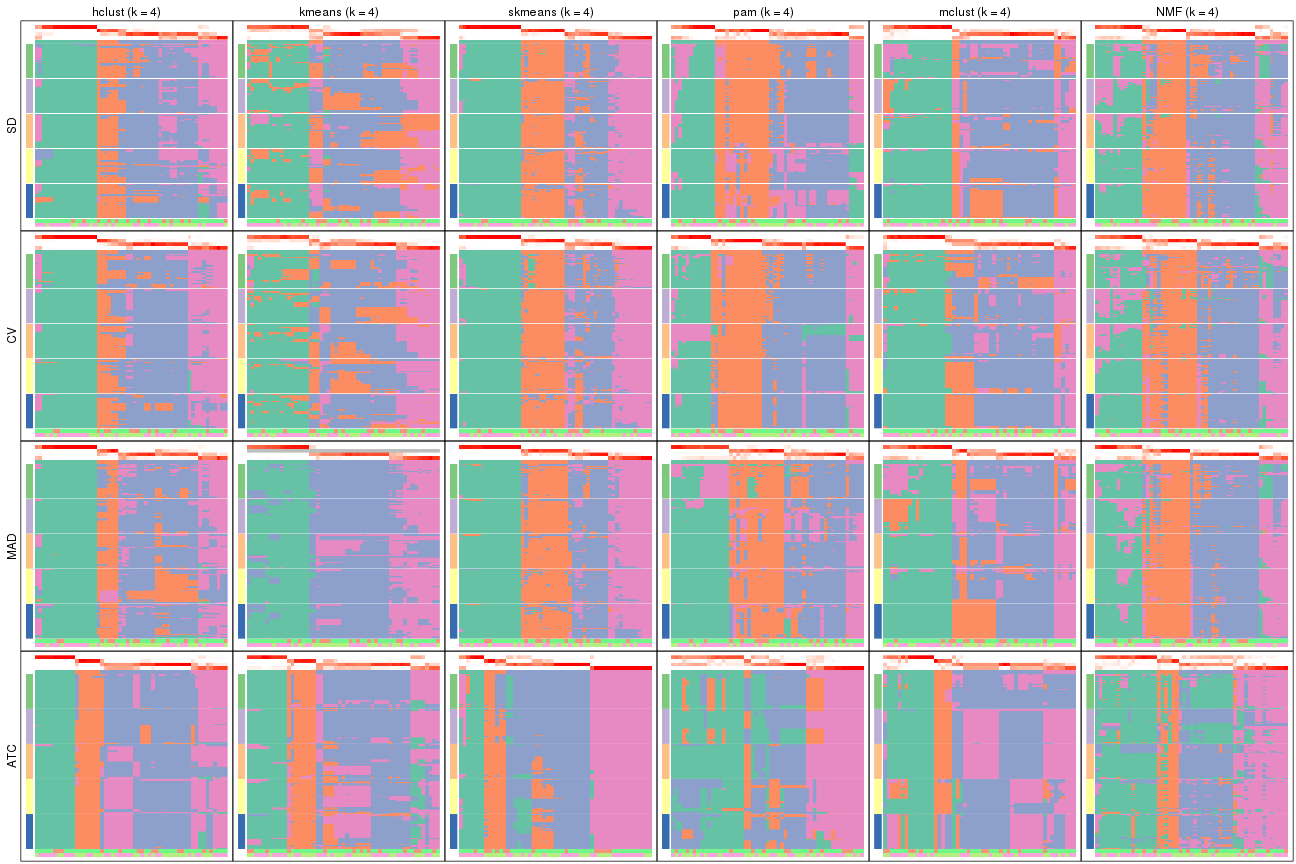 hclust (k = 4) kmeans (k = 4) skmeans (k = 4) pam (k = 4) mclust (k = 4) NMF (k = 4)
SD
CV
MAD
ATC